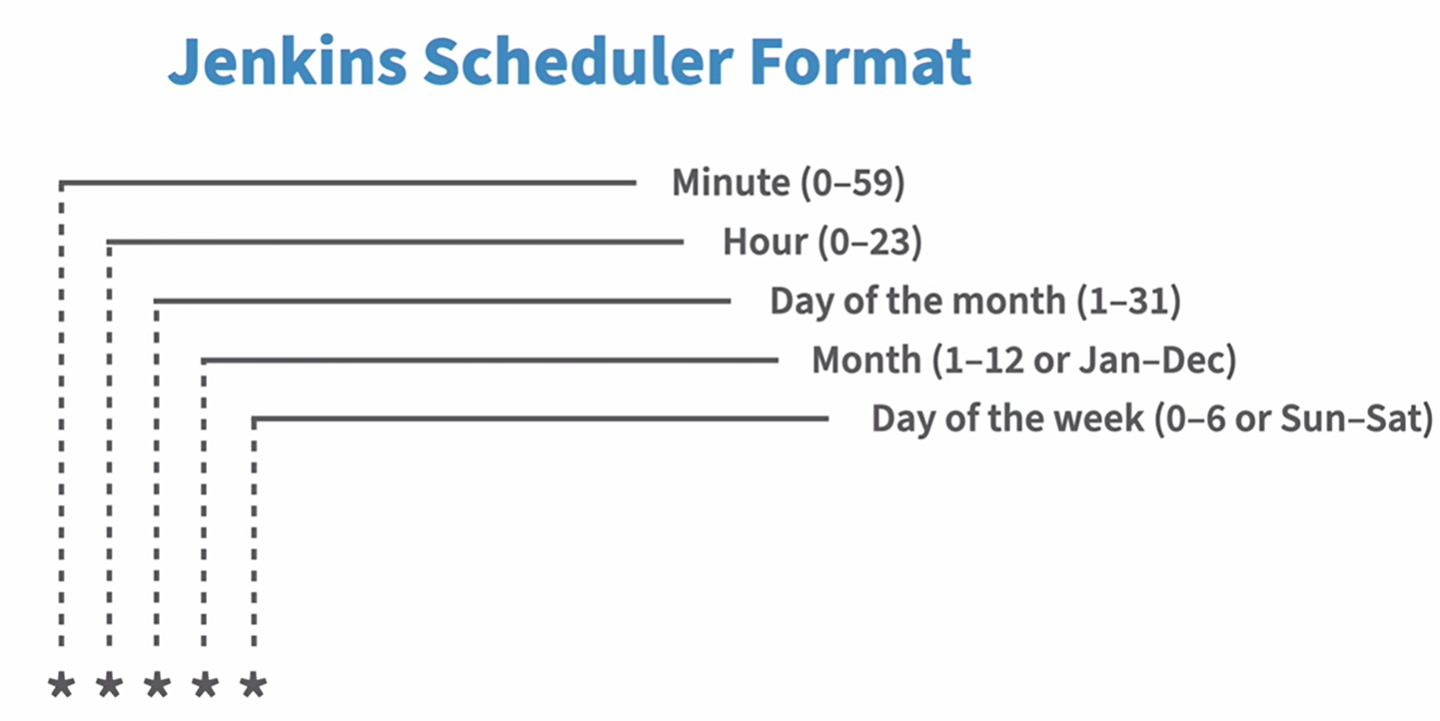 Jenkins Scheduler Format
Minute (0–59)
Hour (0–23)
Day of the month (1–31)
Month (1–12 or Jan–Dec)
Day of the week (0–6 or Sun–Sat)
* * * * *